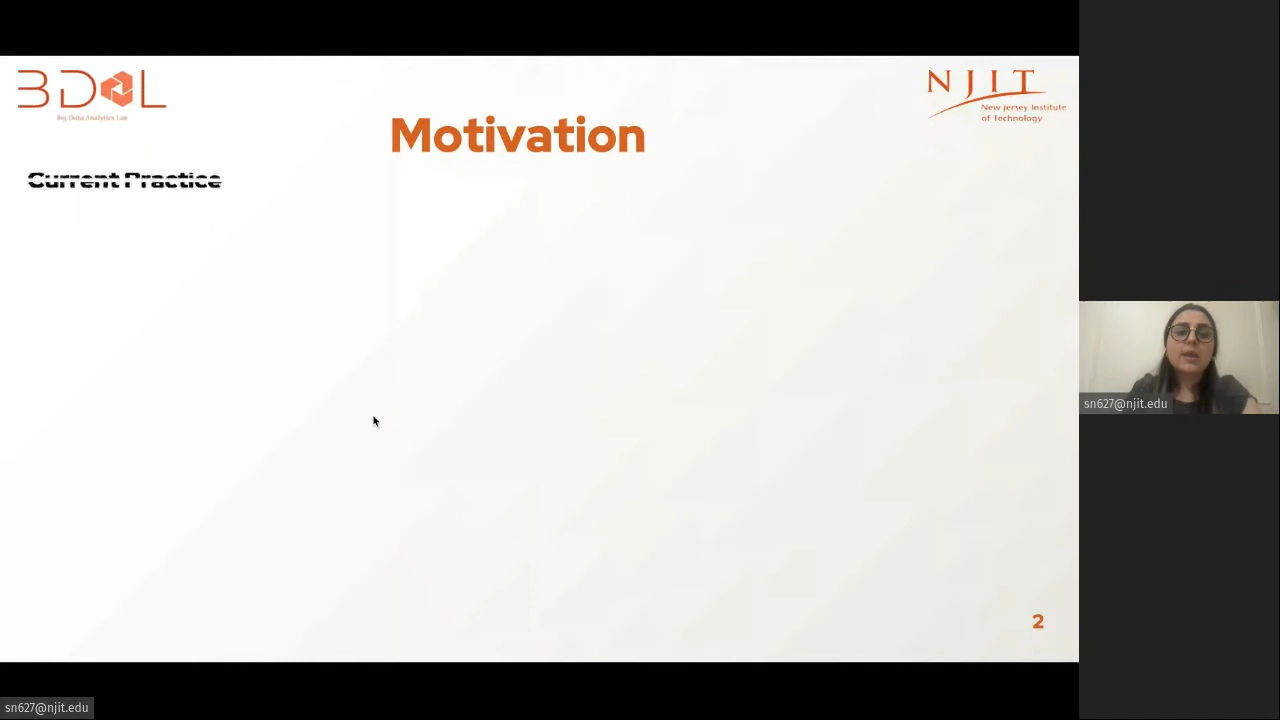 BDAL
Big Data Analytics Lab
NJIT
New Jersey Institute
of Technology
Motivation
Current Practice
sn627@njit.edu
2
sn627@njit.edu